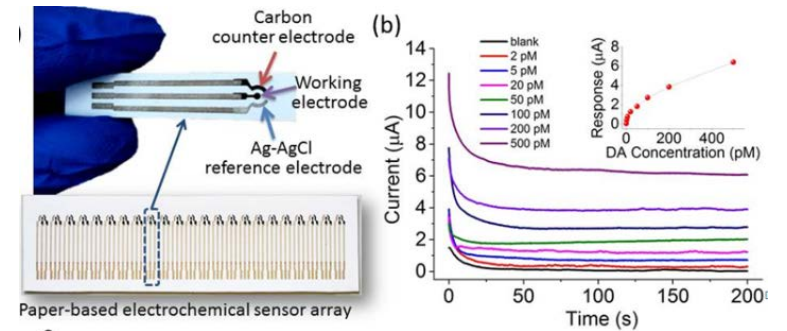 )
Carbon
counter electrode
Working
electrode
Ag-AgCl
reference electrode
Paper-based electrochemical sensor array
(b)
14
12
10
8
6
4
2
0
Current (µA)
0
50
100
150
200
Time (s)
blank
2 pM
5 pM
20 pM
50 pM
100 pM
200 pM
500 pM
8
6
4
2
0
Response (µA)
0
200
400
DA Concentration (pM)